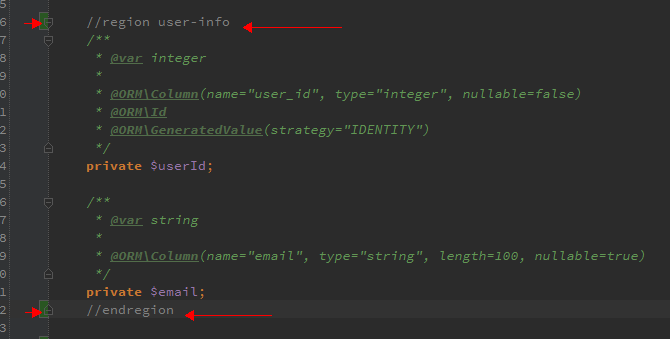 5
6 //region user-info
7 /**
8 * @var integer
9 *
0 * @ORM\Column(name="user_id", type="integer", nullable=false)
1 * @ORM\Id
2 * @ORM\GeneratedValue(strategy="IDENTITY")
3 */
4 private $userId;
5
6 /**
7 * @var string
8 *
9 * @ORM\Column(name="email", type="string", length=100, nullable=true)
0 */
1 private $email;
2 //endregion
3